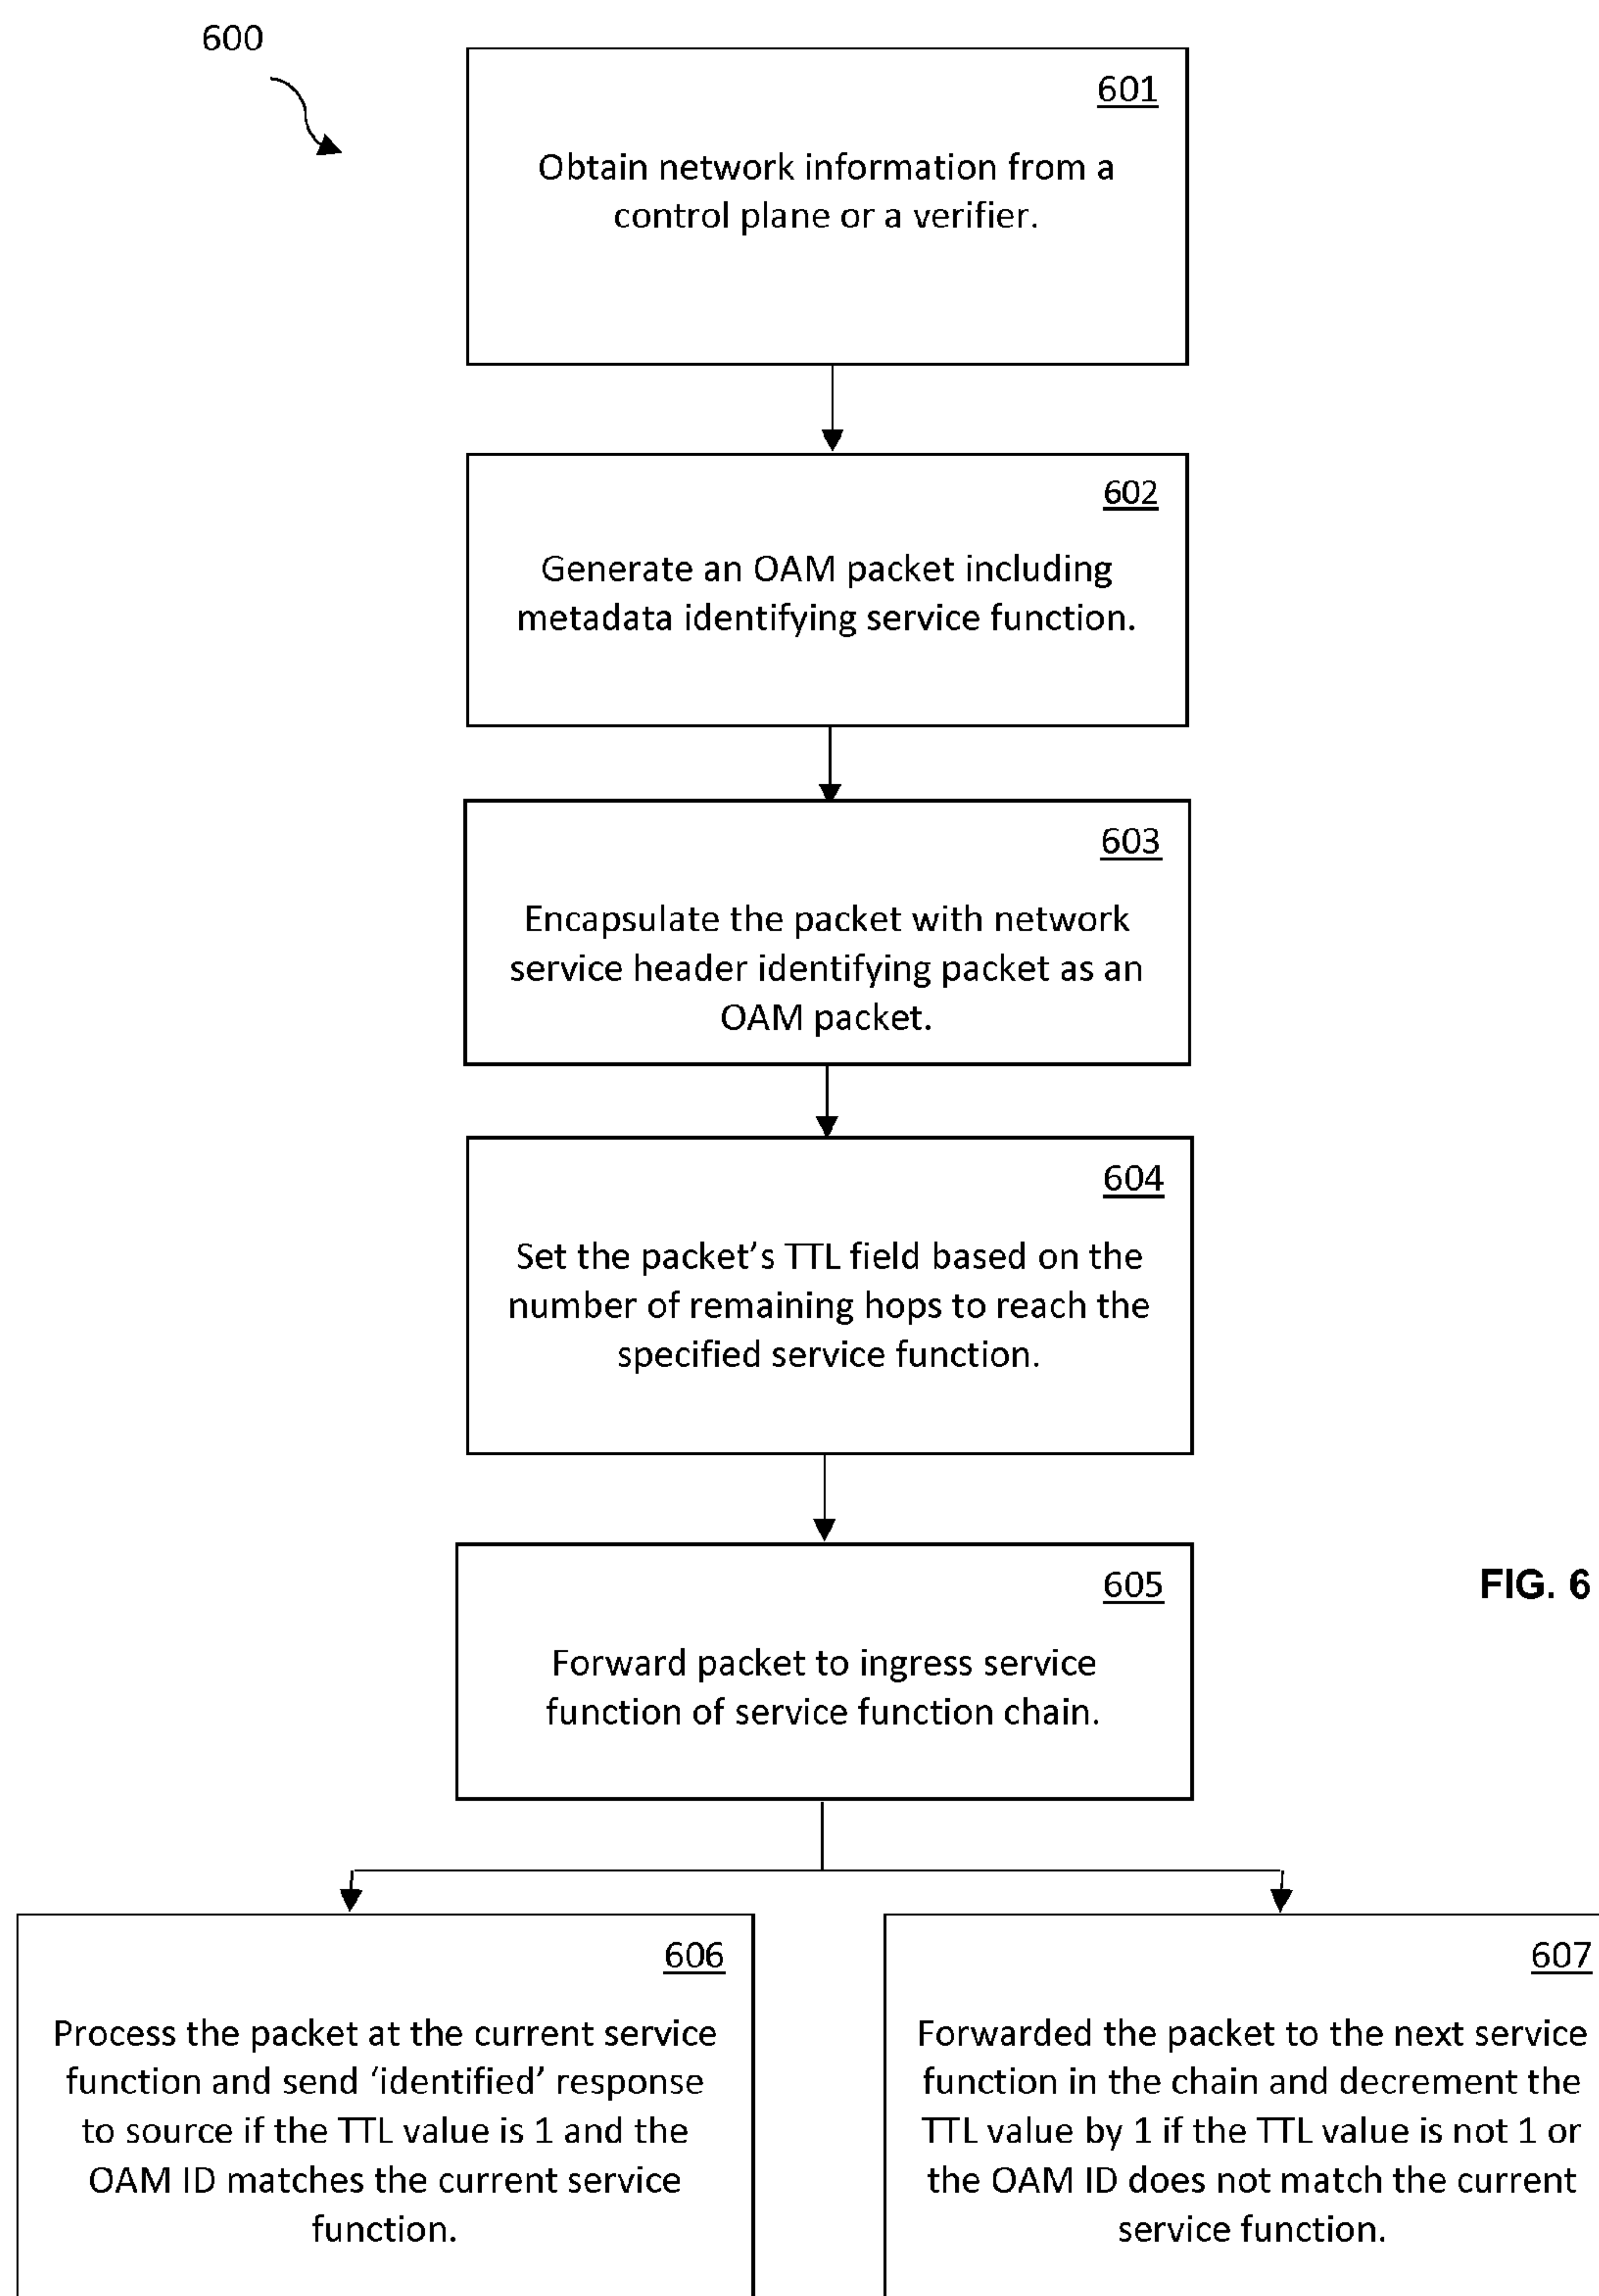 600
601
Obtain network information from a
control plane or a verifier.
602
Generate an OAM packet including
metadata identifying service function.
603
Encapsulate the packet with network
service header identifying packet as an
OAM packet.
604
Set the packet’s TTL field based on the
number of remaining hops to reach the
specified service function.
605
Forward packet to ingress service
function of service function chain.
FIG. 6
606
Process the packet at the current service
function and send ‘identified’ response
to source if the TTL value is 1 and the
OAM ID matches the current service
function.
607
Forwarded the packet to the next service
function in the chain and decrement the
TTL value by 1 if the TTL value is not 1 or
the OAM ID does not match the current
service function.